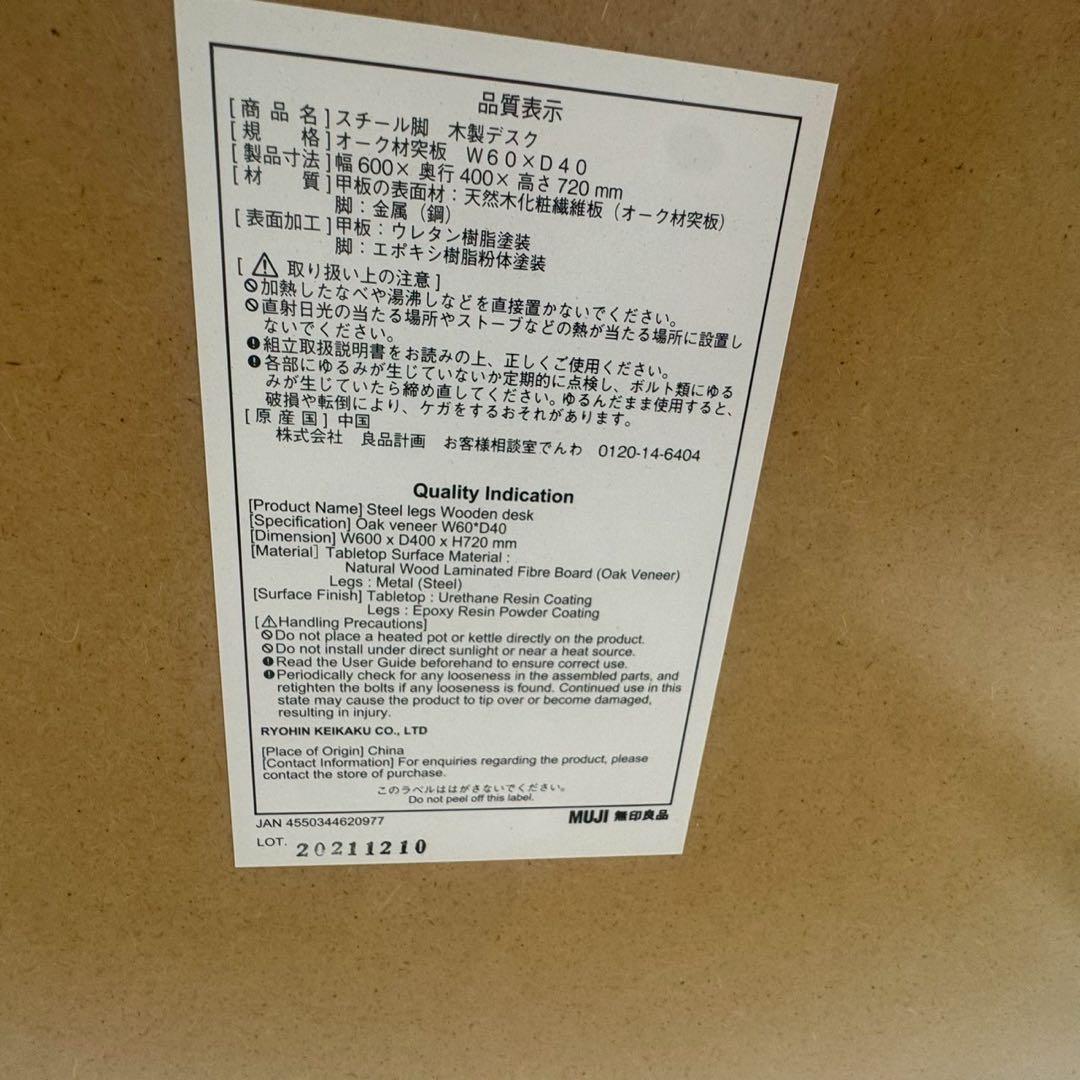 品質表示
[商品名]スチール脚 木製デスク
[規格]オーク材突板 W60×D40
[製品寸法]幅600×奥行400×高さ720mm
[材質]甲板の表面材:天然木化粧繊維板(オーク材突板)
脚:金属(鋼)
[表面加工]甲板:ウレタン樹脂塗装
脚:エポキシ樹脂粉体塗装
[⚠取り扱い上の注意]
🚫加熱したなべや湯沸しなどを直接置かないでください。
🚫直射日光の当たる場所やストーブなどの熱が当たる場所に設置し
ないでください。
❗組立取扱説明書をお読みの上、正しくご使用ください。
❗各部にゆるみが生じていないか定期的に点検し、ボルト類にゆる
みが生じていたら締め直してください。ゆるんだまま使用すると、
破損や転倒により、ケガをするおそれがあります。
[原産国]中国
株式会社 良品計画 お客様相談室でんわ 0120-14-6404
Quality Indication
[Product Name] Steel legs Wooden desk
[Specification] Oak veneer W60*D40
[Dimension] W600 x D400 x H720 mm
[Material] Tabletop Surface Material :
Natural Wood Laminated Fibre Board (Oak Veneer)
Legs : Metal (Steel)
[Surface Finish] Tabletop : Urethane Resin Coating
Legs : Epoxy Resin Powder Coating
[⚠Handling Precautions]
🚫Do not place a heated pot or kettle directly on the product.
🚫Do not install under direct sunlight or near a heat source.
❗Read the User Guide beforehand to ensure correct use.
❗Periodically check for any looseness in the assembled parts, and
retighten the bolts if any looseness is found. Continued use in this
state may cause the product to tip over or become damaged,
resulting in injury.
RYOHIN KEIKAKU CO., LTD
[Place of Origin] China
[Contact Information] For enquiries regarding the product, please
contact the store of purchase.
このラベルははがさないでください。
Do not peel off this label.
JAN 4550344620977
MUJI 無印良品
LOT. 20211210